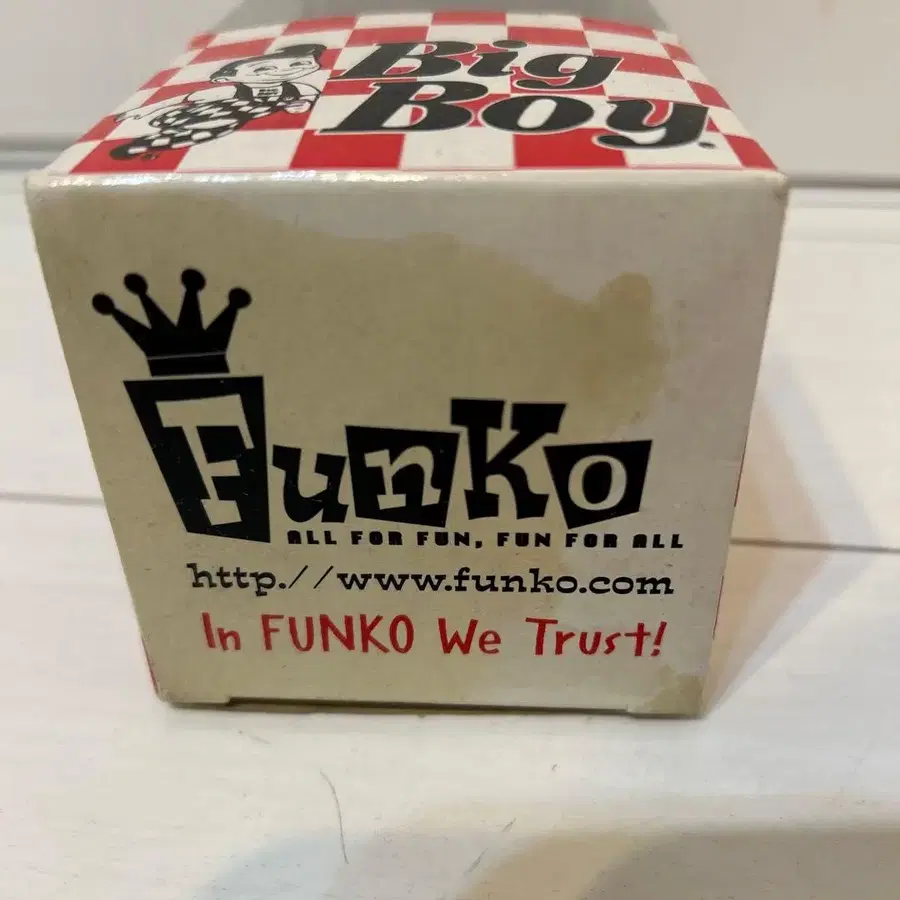 Big
Boy
FunKo
ALL FOR FUN, FUN FOR ALL
http.//www.funko.com
In FUNKO We Trust!